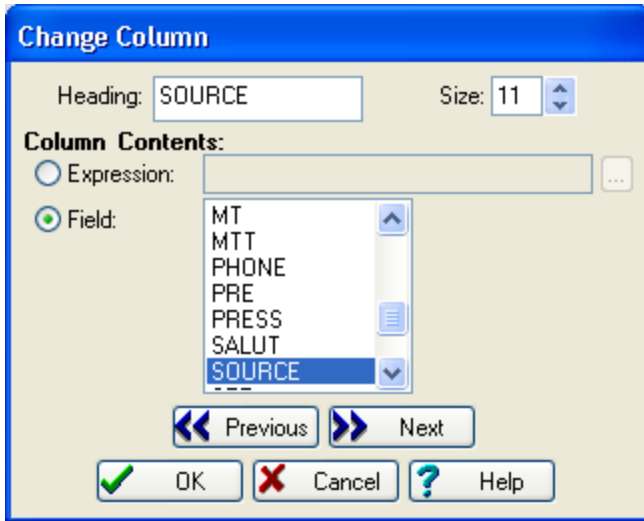 Change Column
Heading: SOURCE Size: 11
Column Contents:
Expression: ...
Field:
MT
MTT
PHONE
PRE
PRESS
SALUT
SOURCE
Previous Next
OK Cancel ? Help